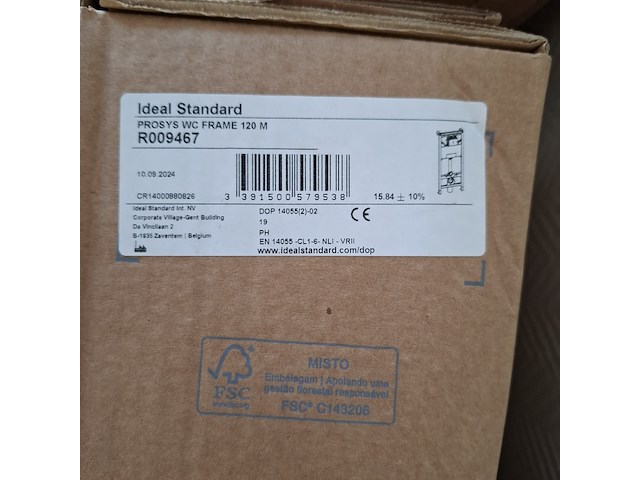 Ideal Standard
PROSYS WC FRAME 120 M
R009467
10.09.2024
CR14000980826
3 391500 579538
15.84 ± 10%
Ideal Standard Int. NV
Corporate Village-Gent Building
Da Vincilaan 2
B-1935 Zaventem | Belgium
DOP 14055(2)-02
CE
19
PH
EN 14055 -CL1-6- NLI - VRII
www.idealstandard.com/dop
FSC
MISTO
Embalagem | Apoiando uma
gestão florestal responsável
FSC® C143206